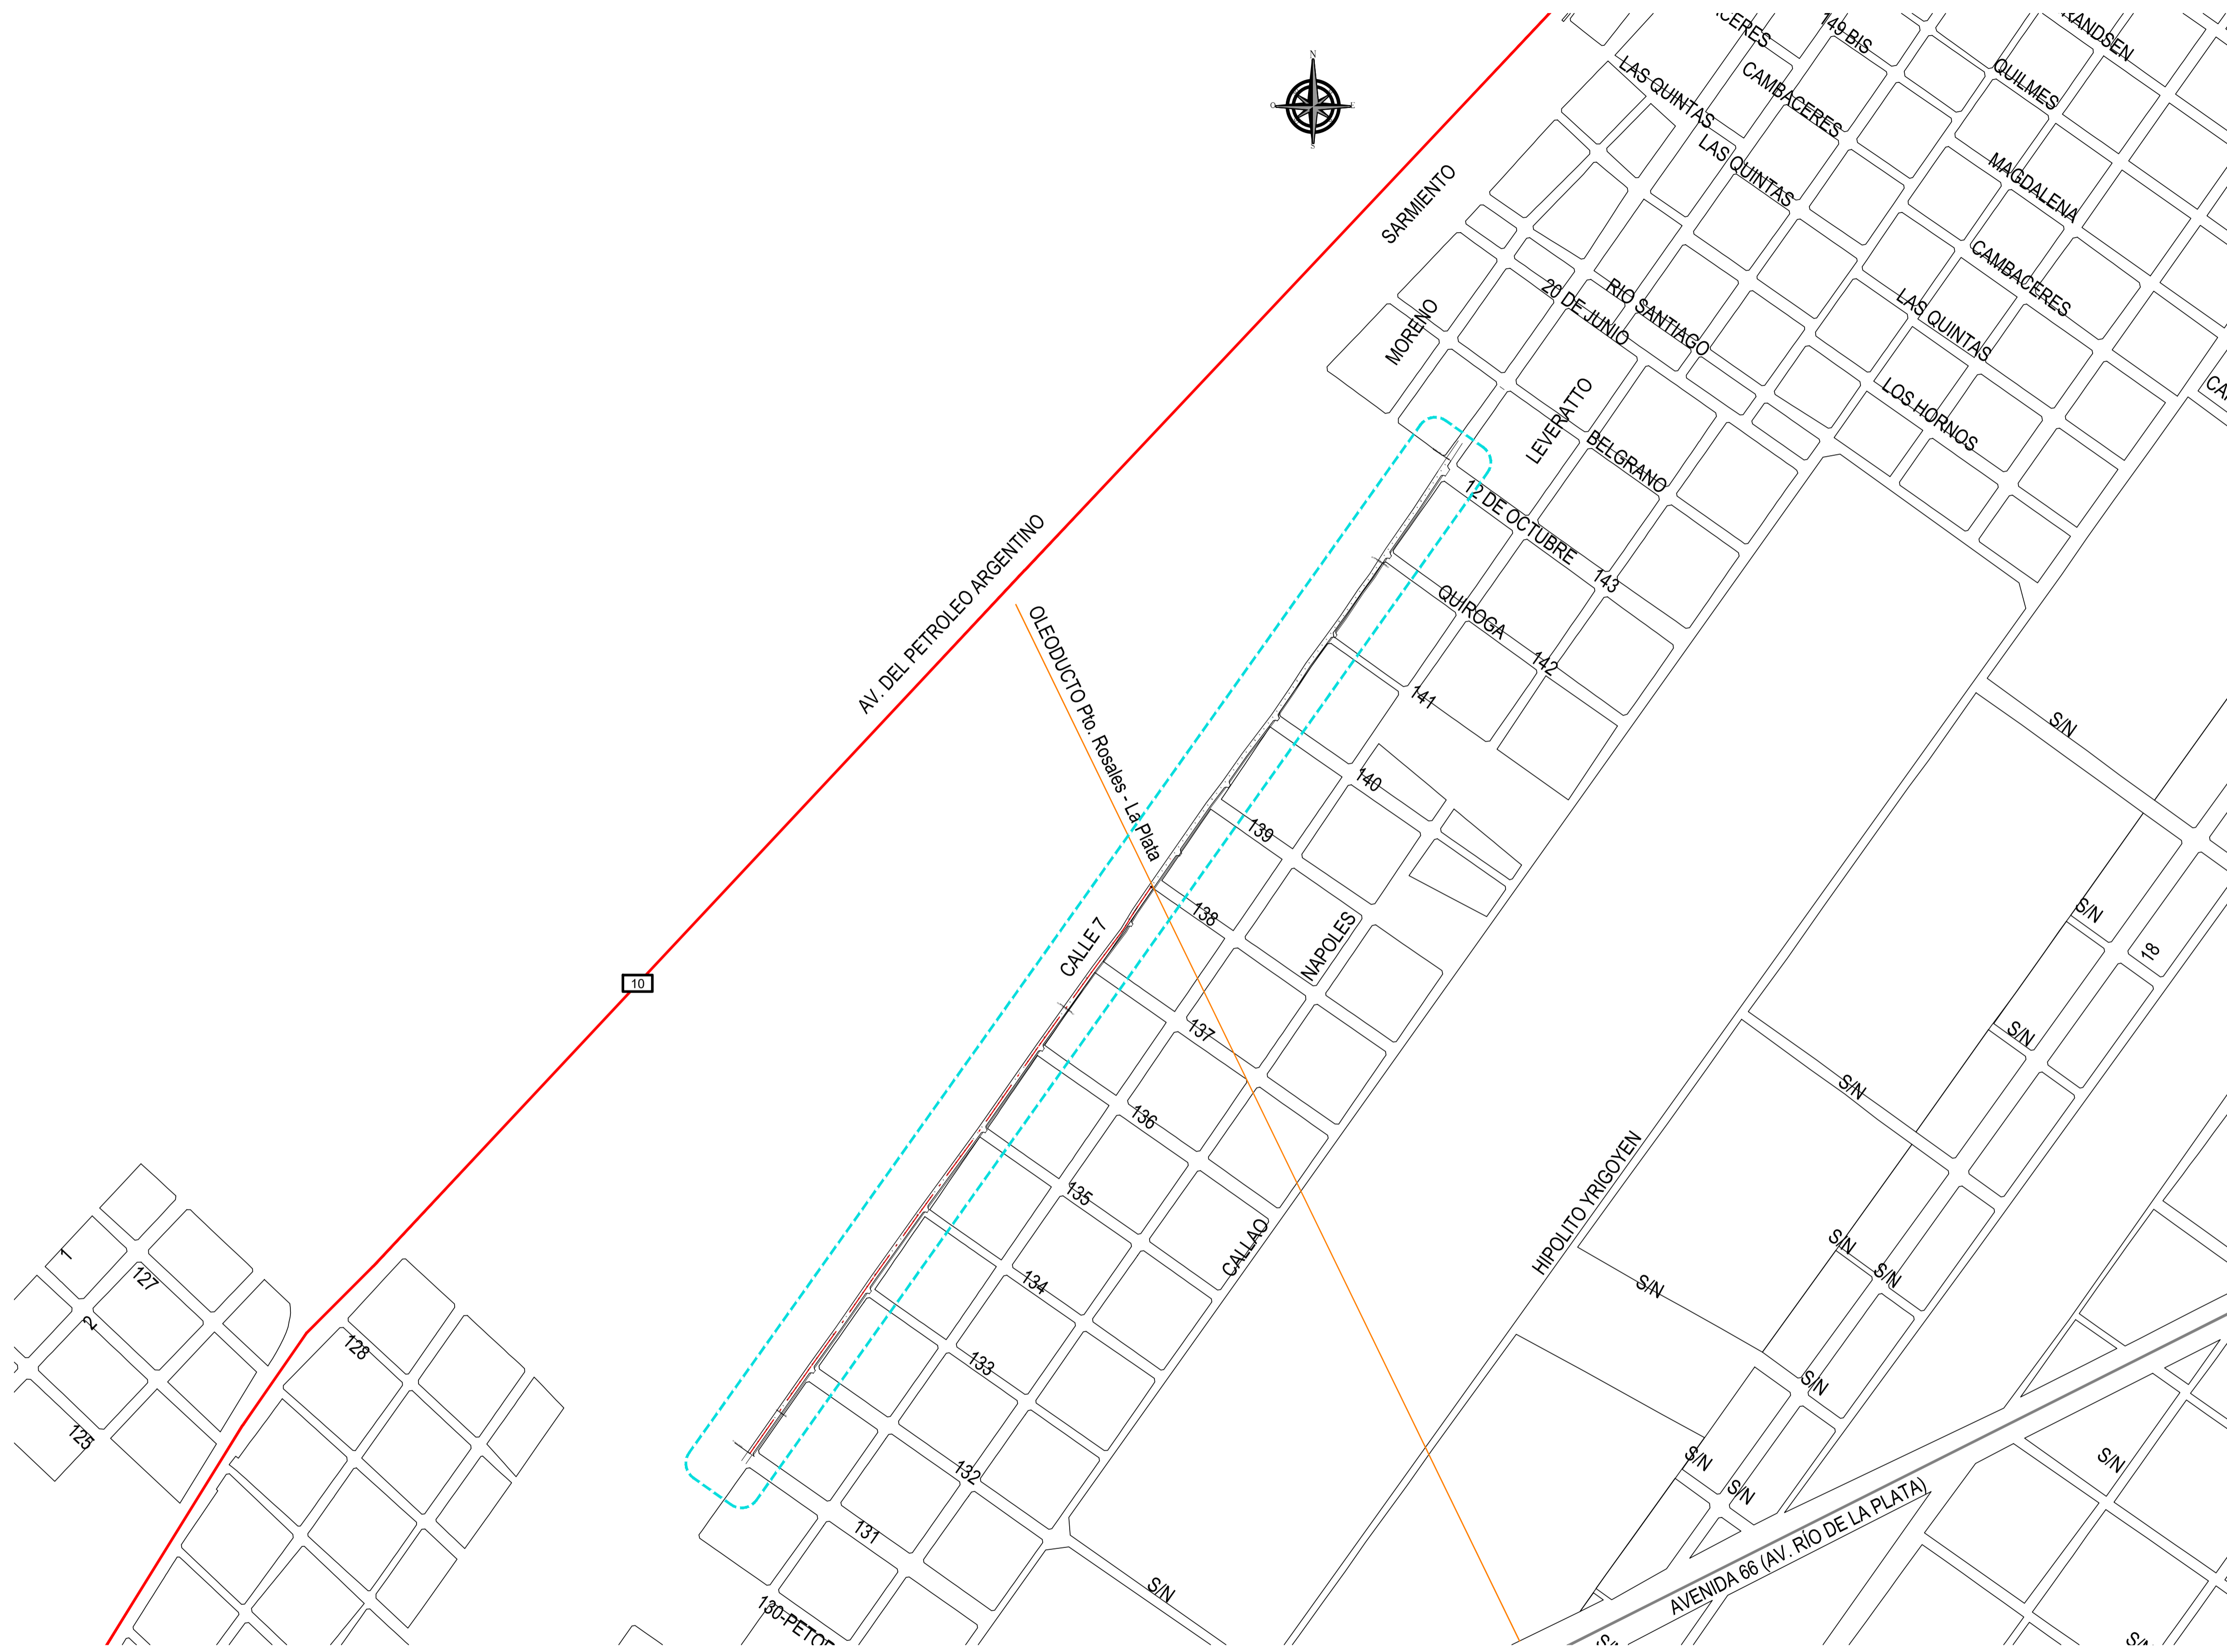 149 BIS
CAMBACERES
LAS QUINTAS
QUILMES
N
O
E
S
SARMIENTO
LAS QUINTAS
MAGDALENA
CAMBACERES
LAS QUINTAS
RIO SANTIAGO
20 DE JUNIO
MORENO
LOS HORNOS
LEVERATTO
BELGRANO
12 DE OCTUBRE
143
QUIROGA
142
141
AV. DEL PETROLEO ARGENTINO
OLEODUCTO Pto. Rosales - La Plata
S/N
140
139
138
CALLE 7
NAPOLES
S/N
18
10
137
S/N
S/N
136
HIPOLITO YRIGOYEN
135
CALLAO
S/N
S/N
1
127
2
134
S/N
128
133
S/N
125
132
S/N
S/N
S/N
131
AVENIDA 66 (AV. RÍO DE LA PLATA)
S/N